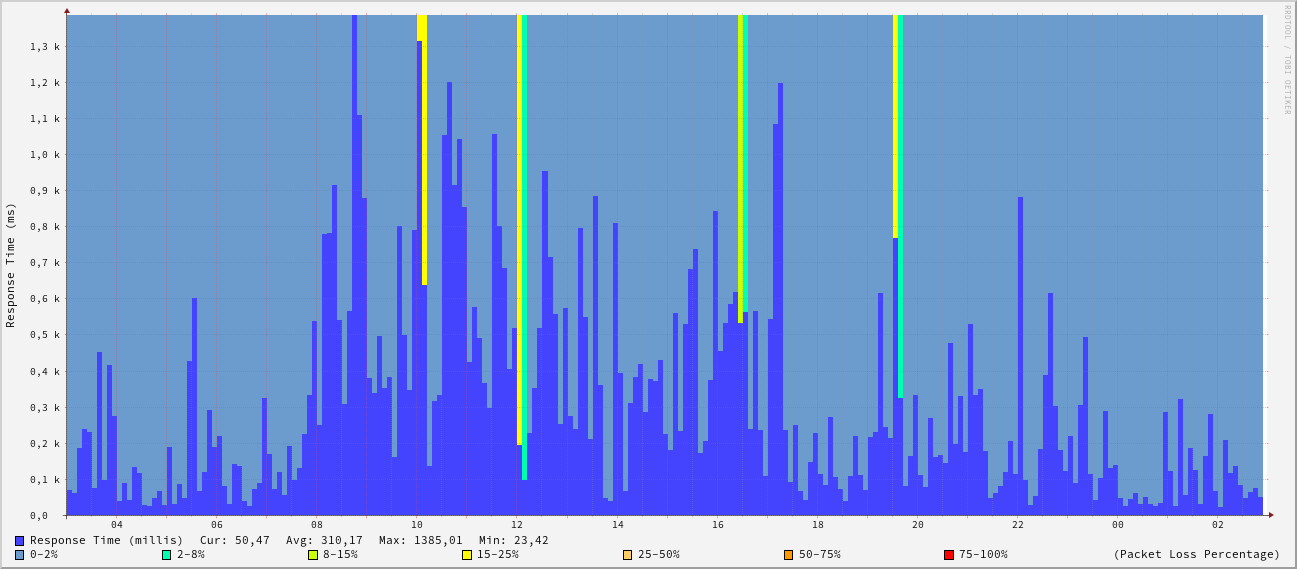 RRDTOOL / TOBI OETIKER
Response Time (ms)
1,3 k
1,2 k
1,1 k
1,0 k
0,9 k
0,8 k
0,7 k
0,6 k
0,5 k
0,4 k
0,3 k
0,2 k
0,1 k
0,0
04 06 08 10 12 14 16 18 20 22 00 02
Response Time (millis) Cur: 50,47 Avg: 310,17 Max: 1385,01 Min: 23,42
0-2% 2-8% 8-15% 15-25% 25-50% 50-75% 75-100% (Packet Loss Percentage)